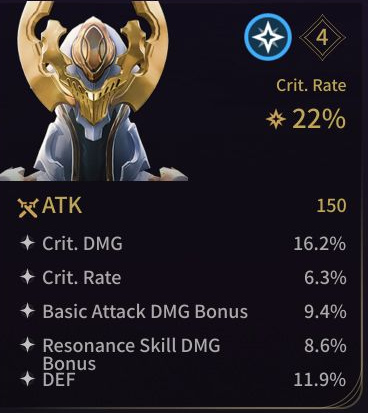 4
Crit. Rate
22%
ATK 150
Crit. DMG 16.2%
Crit. Rate 6.3%
Basic Attack DMG Bonus 9.4%
Resonance Skill DMG 8.6%
Bonus
DEF 11.9%